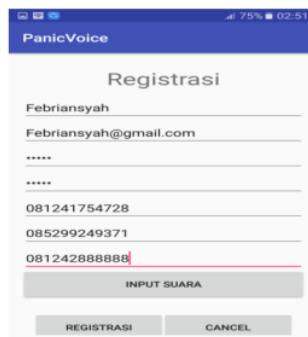 75% 02:51
PanicVoice
Registrasi
Febriansyah
Febriansyah@gmail.com
•••••
•••••
081241754728
085299249371
081242888888
INPUT SUARA
REGISTRASI CANCEL